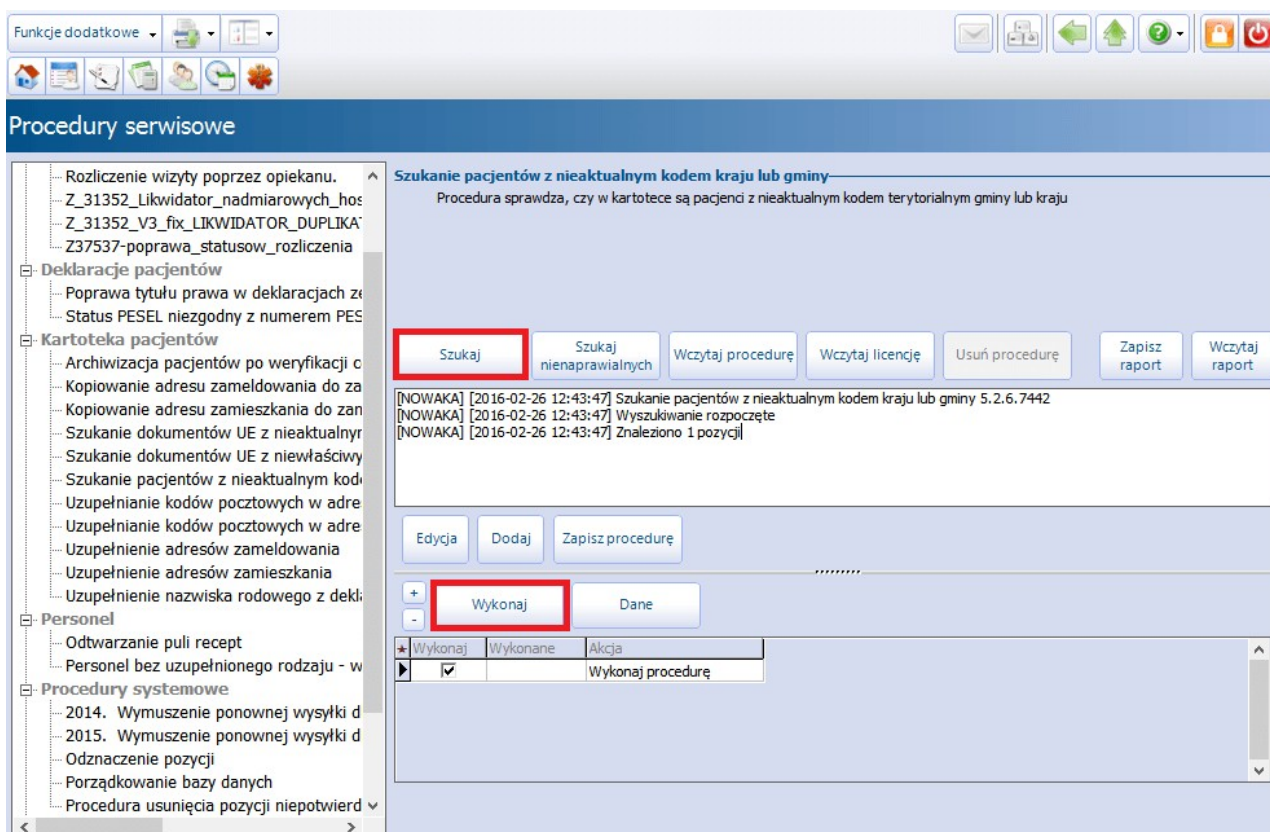 Funkcje dodatkowe
Procedury serwisowe
Rozliczenie wizyty poprzez opiekanu.
Z_31352_Likwidator_nadmiarowych_hos
Z_31352_V3_fix_LIKWIDATOR_DUPLIKA
Z37537-poprawa_statusow_rozliczenia
Deklaracje pacjentów
Poprawa tytułu prawa w deklaracjach ze
Status PESEL niezgodny z numerem PES
Kartoteka pacjentów
Archiwizacja pacjentów po weryfikacji c
Kopiowanie adresu zameldowania do za
Kopiowanie adresu zamieszkania do zam
Szukanie dokumentów UE z nieaktualnyr
Szukanie dokumentów UE z niewłaściwy
Szukanie pacjentów z nieaktualnym kod
Uzupełnianie kodów pocztowych w adre
Uzupełnianie kodów pocztowych w adre
Uzupełnienie adresów zameldowania
Uzupełnienie adresów zamieszkania
Uzupełnienie nazwiska rodowego z dekl
Personel
Odtwarzanie puli recept
Personel bez uzupełnionego rodzaju - w
Procedury systemowe
2014. Wymuszenie ponownej wysyłki d
2015. Wymuszenie ponownej wysyłki d
Odznaczenie pozycji
Porządkowanie bazy danych
Procedura usunięcia pozycji niepotwierd
Szukanie pacjentów z nieaktualnym kodem kraju lub gminy
Procedura sprawdza, czy w kartotece są pacjenci z nieaktualnym kodem terytorialnym gminy lub kraju
Szukaj
Szukaj
nienaprawialnych
Wczytaj procedurę
Wczytaj licencję
Usuń procedurę
Zapisz
raport
Wczytaj
raport
[NOWAKA] [2016-02-26 12:43:47] Szukanie pacjentów z nieaktualnym kodem kraju lub gminy 5.2.6.7442
[NOWAKA] [2016-02-26 12:43:47] Wyszukiwanie rozpoczęte
[NOWAKA] [2016-02-26 12:43:47] Znaleziono 1 pozycji
Edycja
Dodaj
Zapisz procedurę
+
-
Wykonaj
Dane
Wykonaj Wykonane Akcja
Wykonaj procedurę